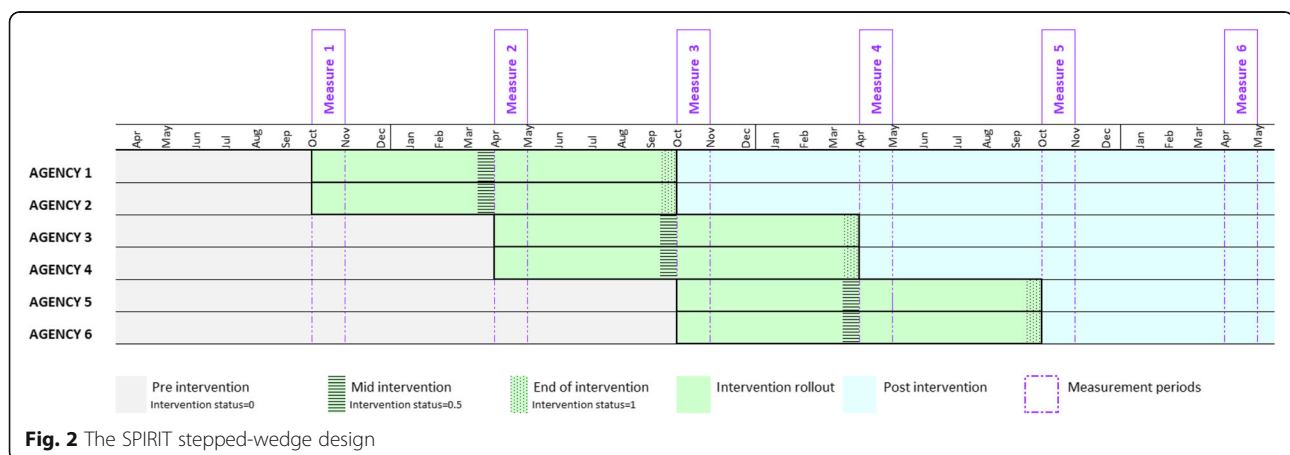 Measure 1
Measure 2
Measure 3
Measure 4
Measure 5
Measure 6
Apr May Jun Jul Aug Sep Oct Nov Dec Jan Feb Mar Apr May Jun Jul Aug Sep Oct Nov Dec Jan Feb Mar Apr May Jun Jul Aug Sep Oct Nov Dec Jan Feb Mar Apr May
AGENCY 1
AGENCY 2
AGENCY 3
AGENCY 4
AGENCY 5
AGENCY 6
Pre intervention
Intervention status=0
Mid intervention
Intervention status=0.5
End of intervention
Intervention status=1
Intervention rollout
Post intervention
Measurement periods
Fig. 2 The SPIRIT stepped-wedge design